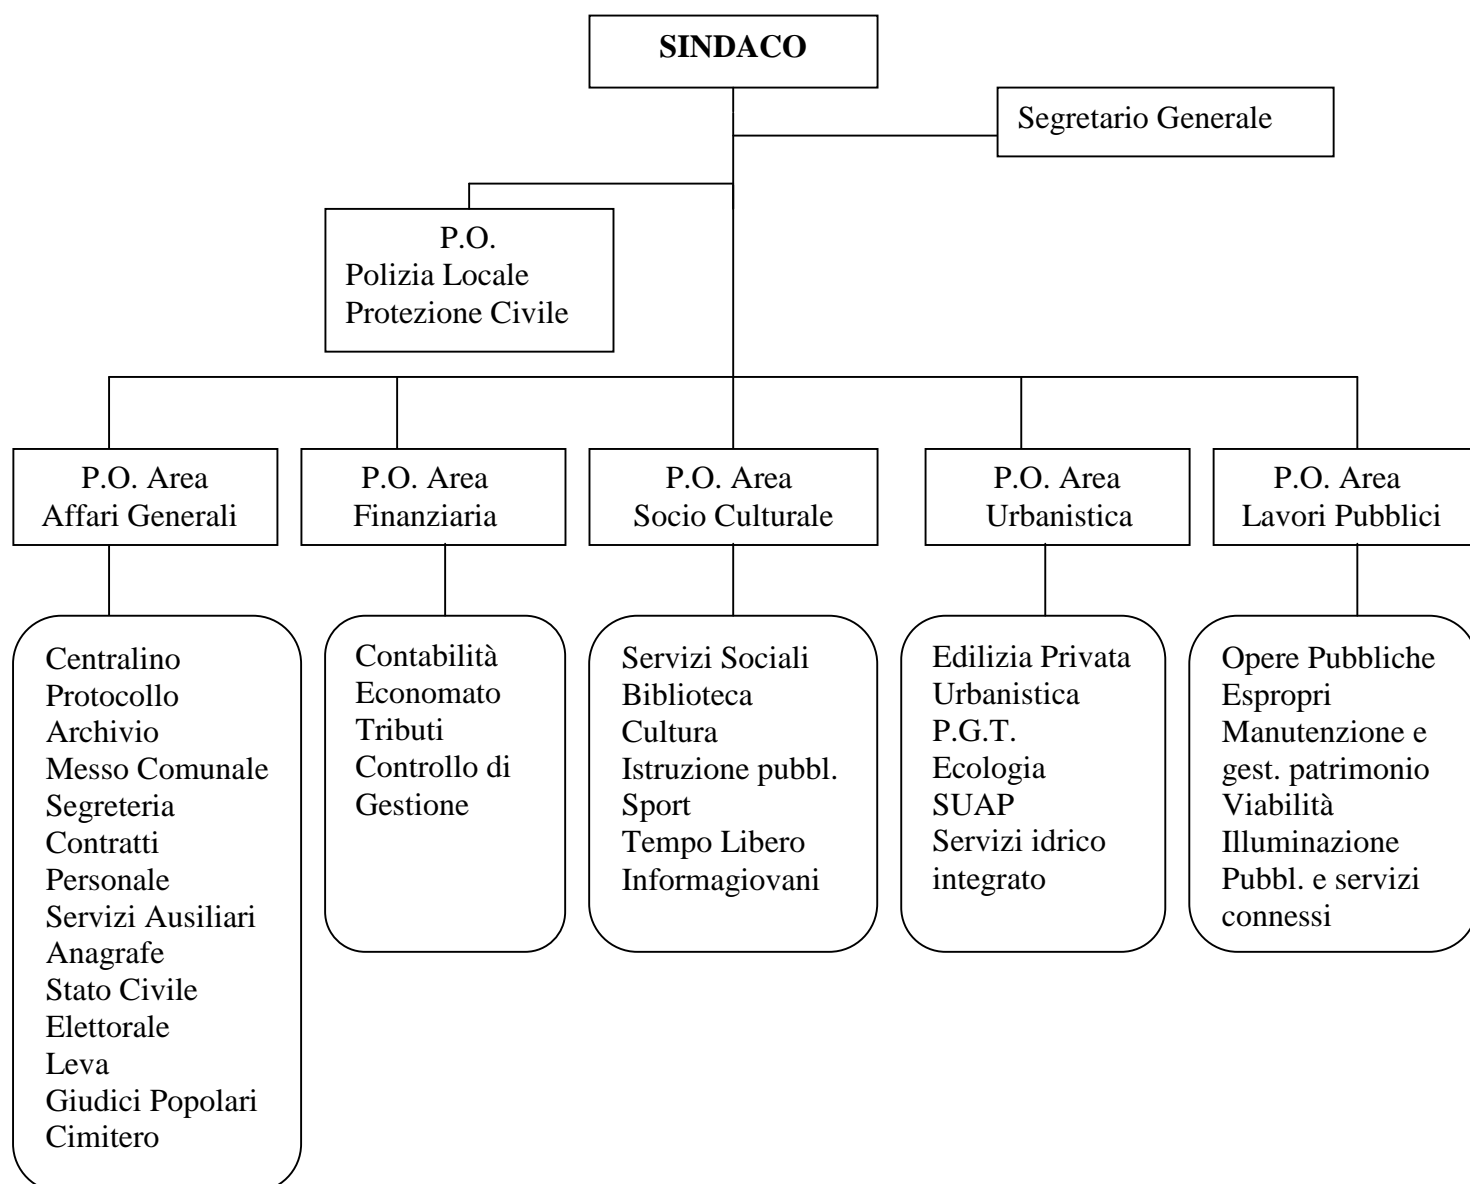 SINDACO
Segretario Generale
P.O.
Polizia Locale
Protezione Civile
P.O. Area
Affari Generali
P.O. Area
Finanziaria
P.O. Area
Socio Culturale
P.O. Area
Urbanistica
P.O. Area
Lavori Pubblici
Centralino
Protocollo
Archivio
Messo Comunale
Segreteria
Contratti
Personale
Servizi Ausiliari
Anagrafe
Stato Civile
Elettorale
Leva
Giudici Popolari
Cimitero
Contabilità
Economato
Tributi
Controllo di
Gestione
Servizi Sociali
Biblioteca
Cultura
Istruzione pubbl.
Sport
Tempo Libero
Informagiovani
Edilizia Privata
Urbanistica
P.G.T.
Ecologia
SUAP
Servizi idrico
integrato
Opere Pubbliche
Espropri
Manutenzione e
gest. patrimonio
Viabilità
Illuminazione
Pubbl. e servizi
connessi